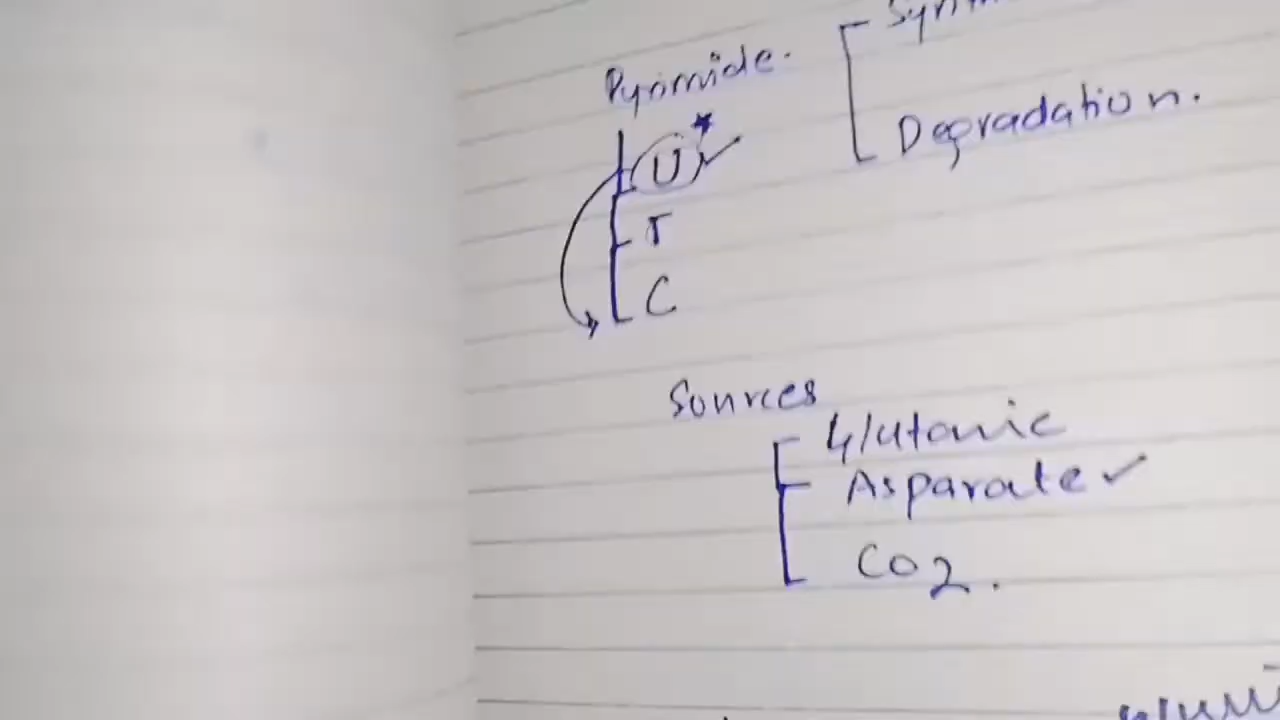 Pyrimide.
Degradation.
U
T
C
Sources
Glutamic
Asparate
CO2.